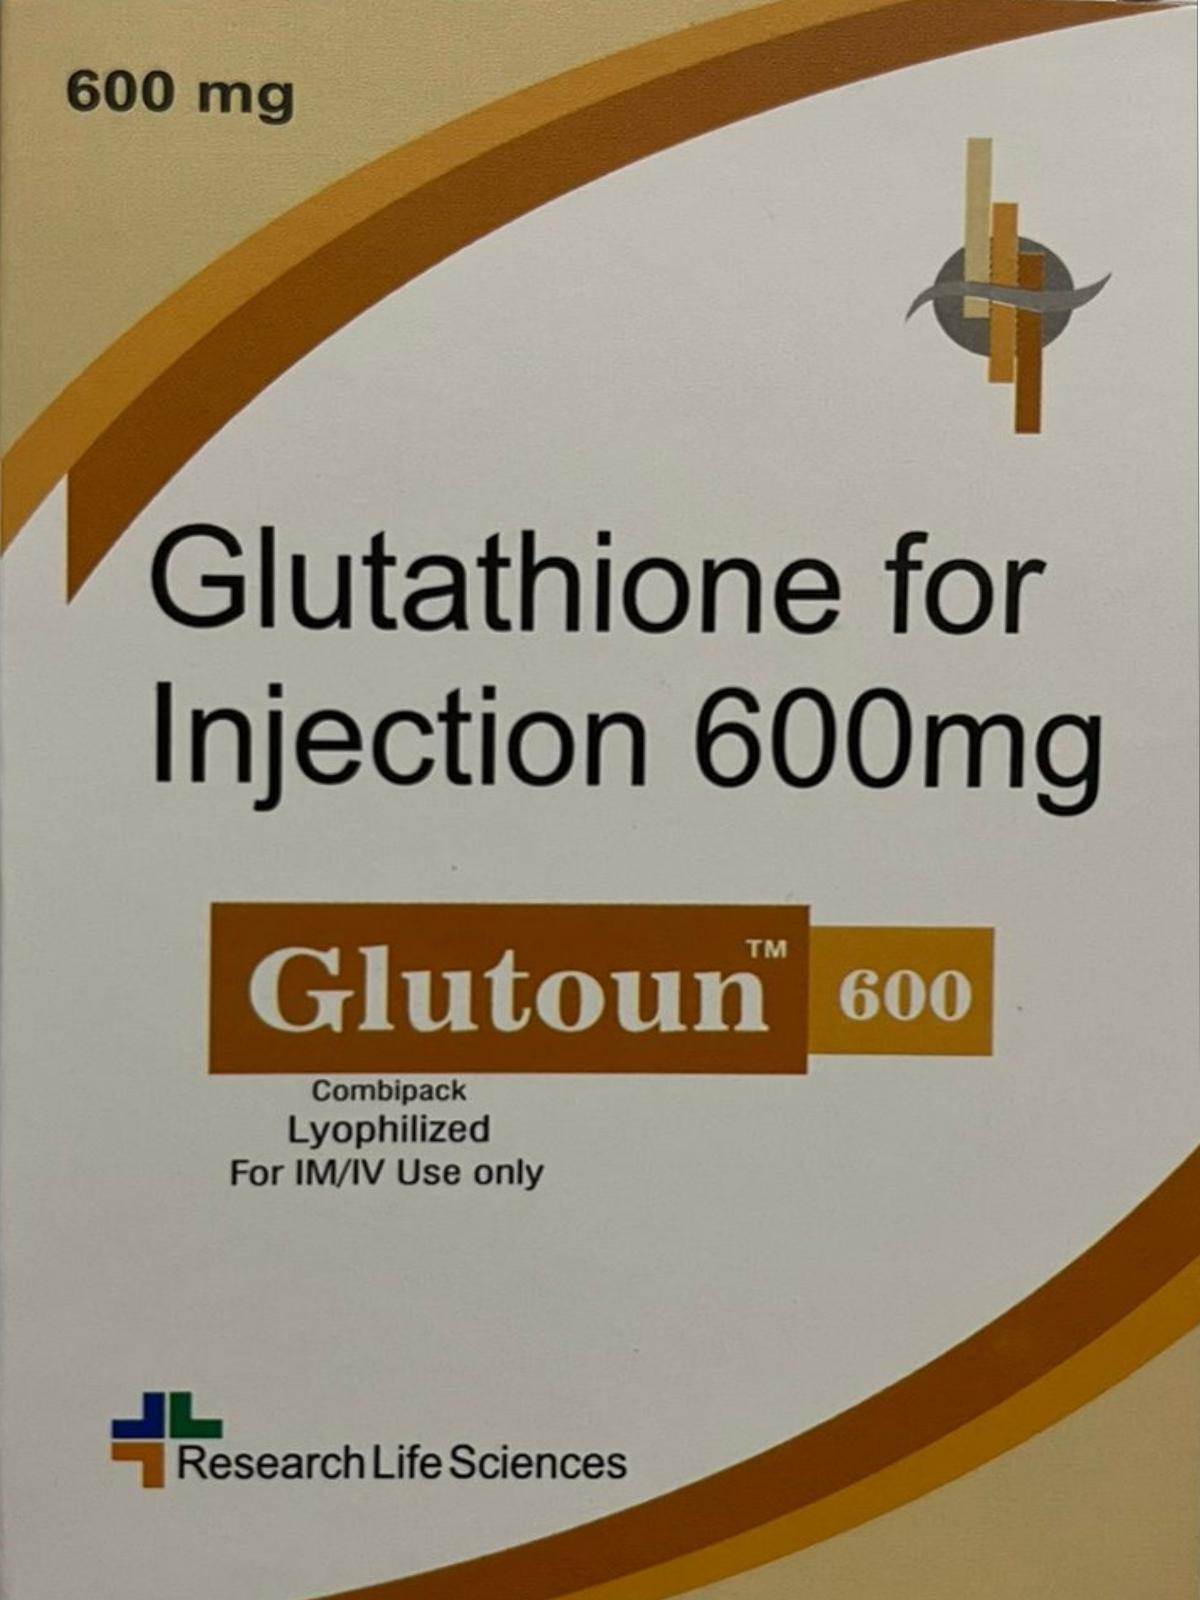 600 mg
Glutathione for
Injection 600mg
Glutoun™ 600
Combipack
Lyophilized
For IM/IV Use only
Research Life Sciences